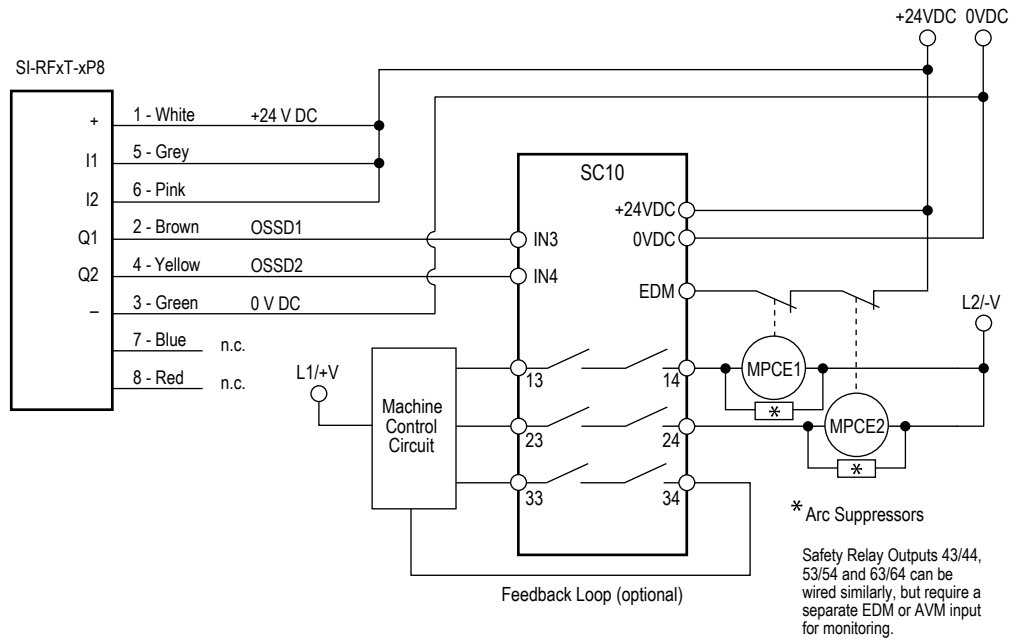 +24VDC 0VDC
SI-RFxT-xP8
+ 1 - White +24 V DC
I1 5 - Grey
I2 6 - Pink
Q1 2 - Brown OSSD1
Q2 4 - Yellow OSSD2
– 3 - Green 0 V DC
7 - Blue n.c.
8 - Red n.c.
SC10
+24VDC
IN3 0VDC
IN4 EDM
L2/-V
L1/+V
Machine
Control
Circuit
13 14 MPCE1
*
23 24 MPCE2
*
33 34
* Arc Suppressors
Feedback Loop (optional)
Safety Relay Outputs 43/44,
53/54 and 63/64 can be
wired similarly, but require a
separate EDM or AVM input
for monitoring.